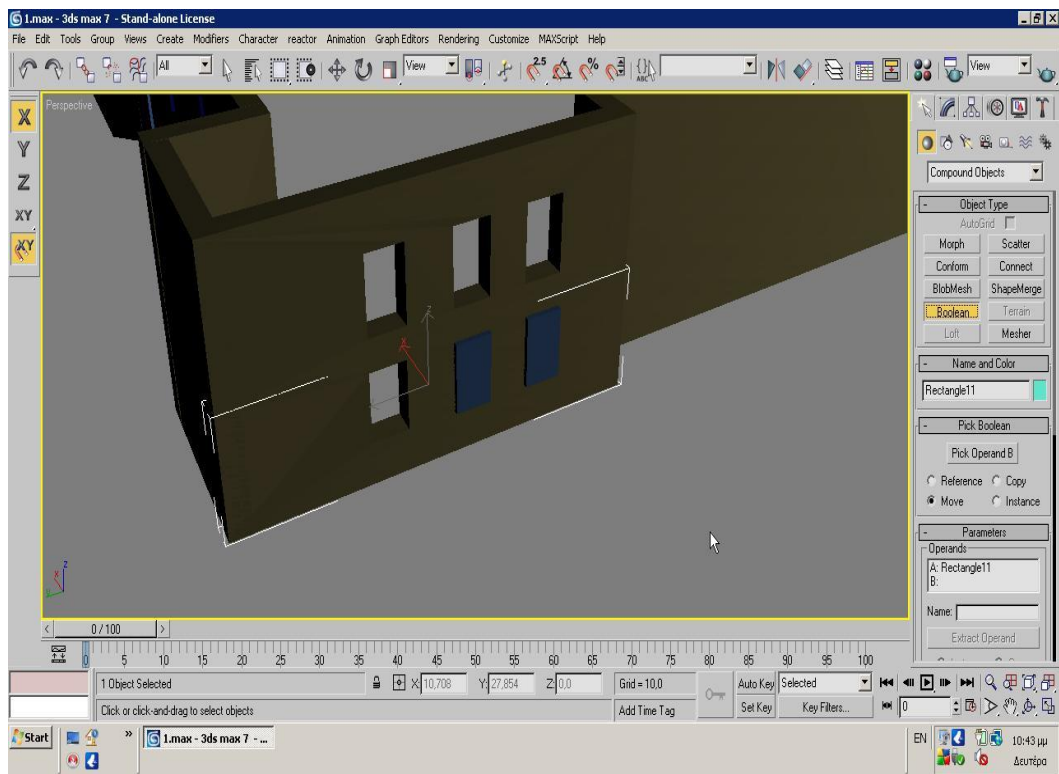 1.max - 3ds max 7 - Stand-alone License
File Edit Tools Group Views Create Modifiers Character reactor Animation Graph Editors Rendering Customize MAXScript Help
All View 2.5 % ABC View
X
Y
Z
XY
XY
Perspective
Compound Objects
- Object Type
AutoGrid
Morph Scatter
Conform Connect
BlobMesh ShapeMerge
Boolean Terrain
Loft Mesher
- Name and Color
Rectangle11
- Pick Boolean
Pick Operand B
Reference Copy
Move Instance
- Parameters
Operands
A: Rectangle11
B:
Name:
Extract Operand
x
z
z
x
y
< 0 / 100 >
0 5 10 15 20 25 30 35 40 45 50 55 60 65 70 75 80 85 90 95 100
1 Object Selected X: 10,708 Y: 27,854 Z: 0,0 Grid = 10,0 Auto Key Selected
Click or click-and-drag to select objects Add Time Tag Set Key Key Filters... 0
Start » 1.max - 3ds max 7 - ... EN 10:43 μμ
Δευτέρα